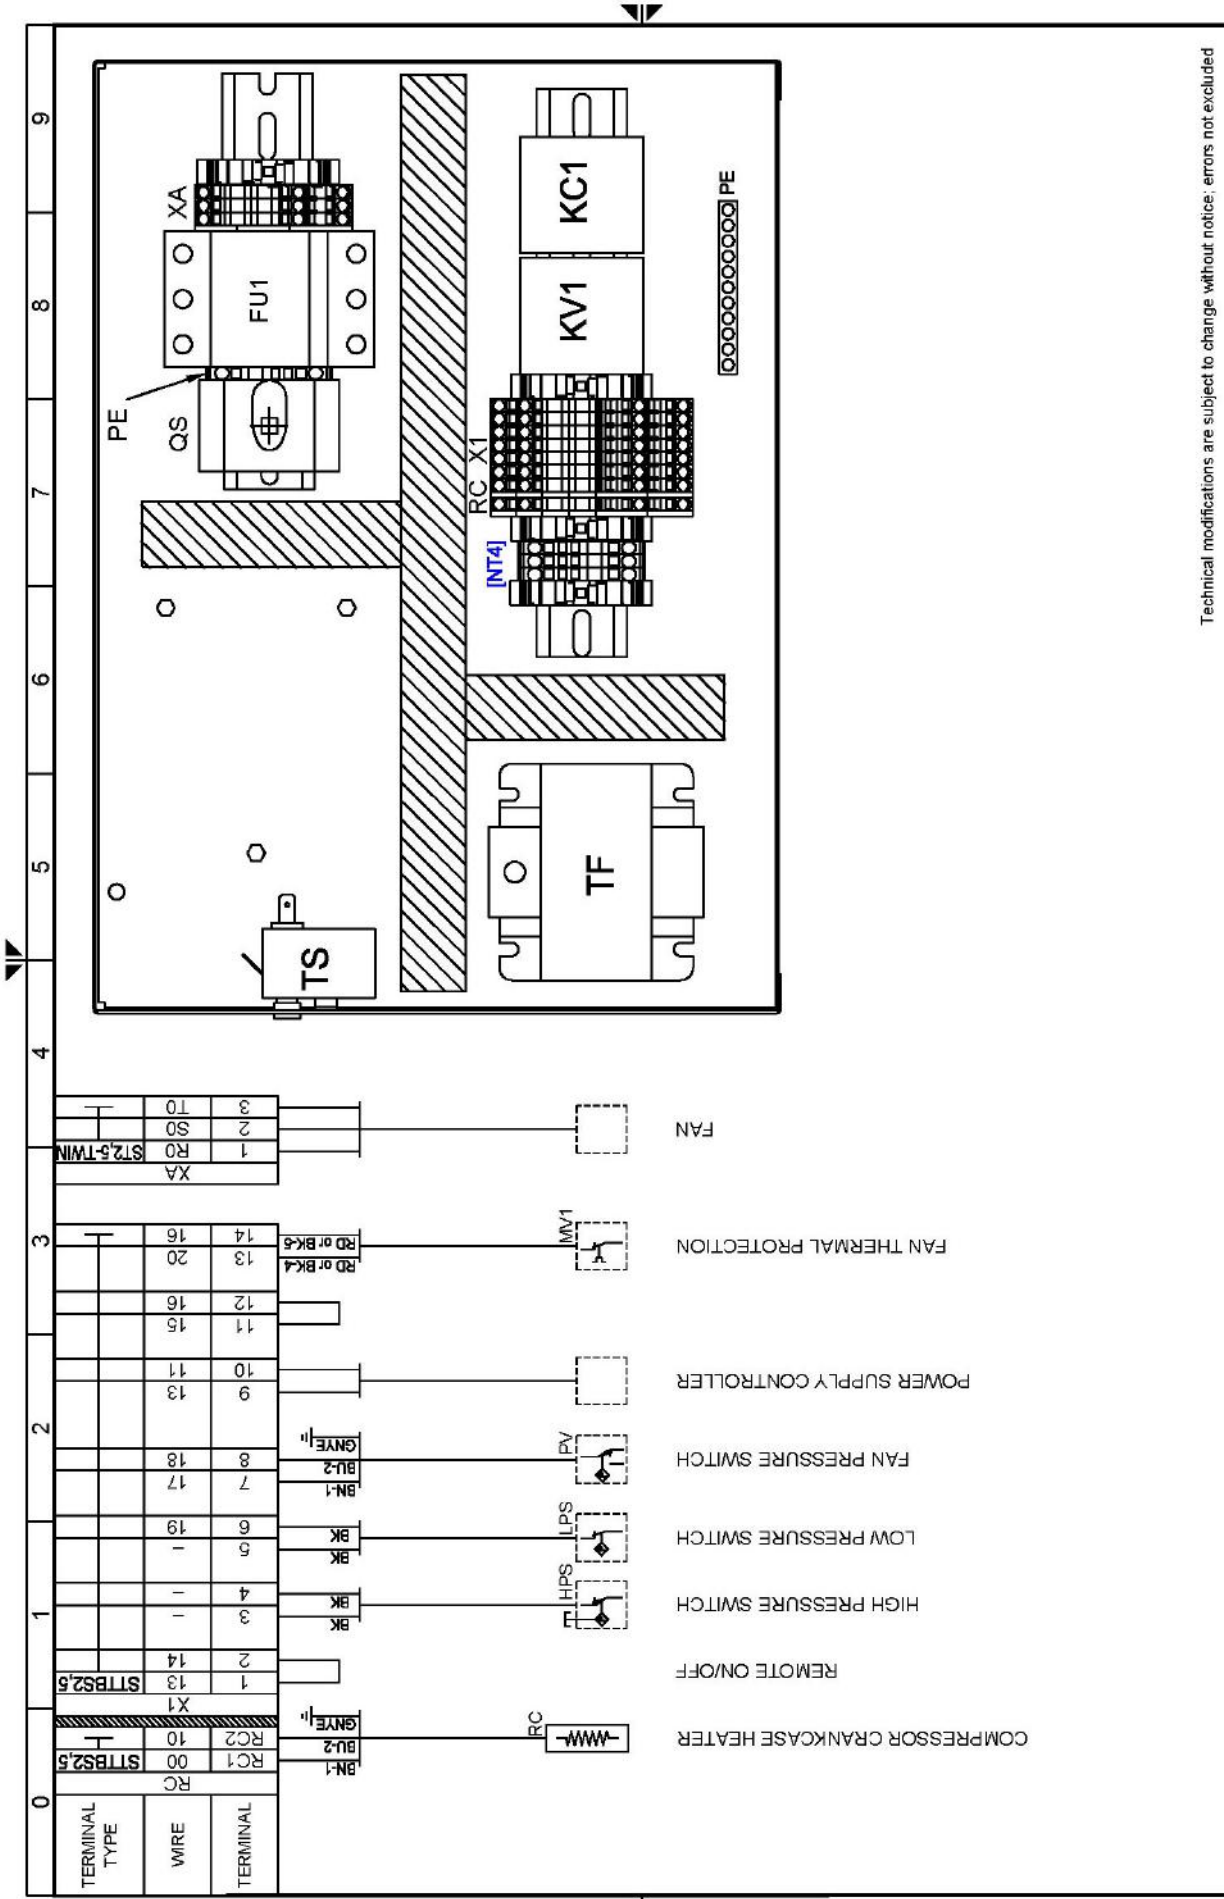 0 1 2 3 4 5 6 7 8 9
TERMINAL
TYPE
WIRE
TERMINAL
RC
STTBS2,5
00 10
RC1 RC2
BN-1 BU-2 GNYE
RC
COMPRESSOR CRANKCASE HEATER
X1
STTBS2,5
13 14
1 2
REMOTE ON/OFF
- -
3 4
BK BK
HPS
HIGH PRESSURE SWITCH
- 19
5 6
BK BK
LPS
LOW PRESSURE SWITCH
17 18
7 8
BN-1 BU-2 GNYE
PV
FAN PRESSURE SWITCH
13 11
9 10
POWER SUPPLY CONTROLLER
15 16
11 12
20 16
13 14
RD or BK-4
RD or BK-5
MV1
FAN THERMAL PROTECTION
XA
ST2,5-TWIN
R0 S0 T0
1 2 3
FAN
TS
PE
QS
FU1
XA
TF
[NT4]
RC X1
KV1
KC1
PE
Technical modifications are subject to change without notice; errors not excluded